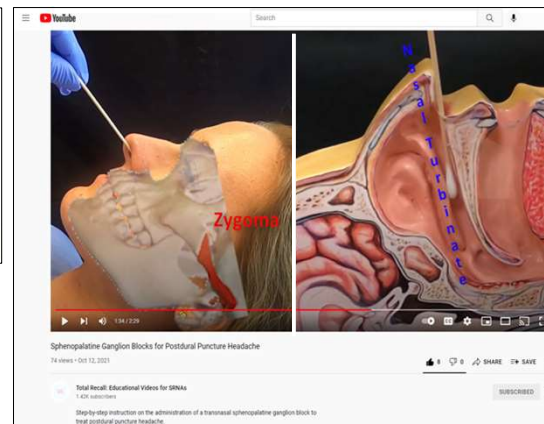 YouTube
Search
Nasal Turbinate
Zygoma
1:34 / 2:29
Sphenopalatine Ganglion Blocks for Postdural Puncture Headache
74 views • Oct 12, 2021
8
0
SHARE
SAVE
Total Recall: Educational Videos for SRNAs
1.43K subscribers
SUBSCRIBED
Step-by-step instruction on the administration of a transnasal sphenopalatine ganglion block to
treat postdural puncture headache.